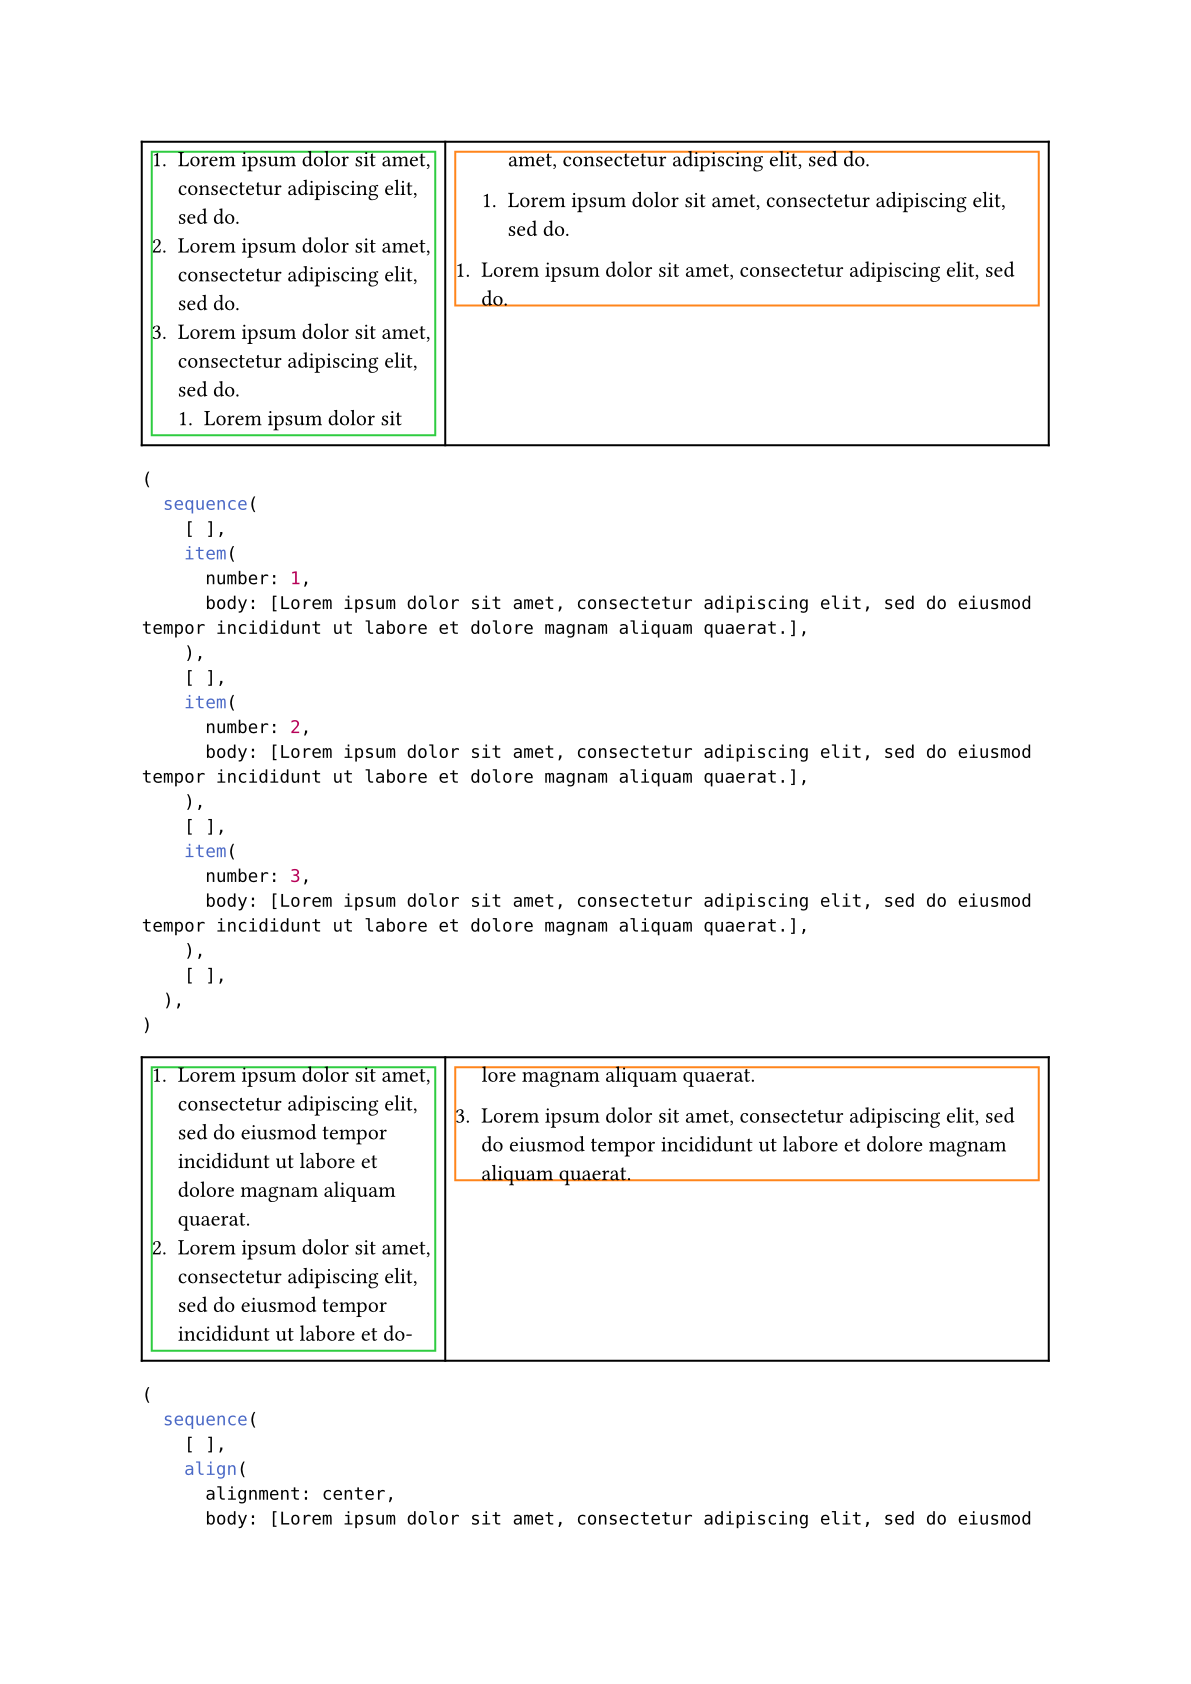 1. Lorem ipsum dolor sit amet,
consectetur adipiscing elit,
sed do.
2. Lorem ipsum dolor sit amet,
consectetur adipiscing elit,
sed do.
3. Lorem ipsum dolor sit amet,
consectetur adipiscing elit,
sed do.
1. Lorem ipsum dolor sit
amet, consectetur adipiscing elit, sed do.
1. Lorem ipsum dolor sit amet, consectetur adipiscing elit,
sed do.
1. Lorem ipsum dolor sit amet, consectetur adipiscing elit, sed
do.
(
sequence(
[ ],
item(
number: 1,
body: [Lorem ipsum dolor sit amet, consectetur adipiscing elit, sed do eiusmod
tempor incididunt ut labore et dolore magnam aliquam quaerat.],
),
[ ],
item(
number: 2,
body: [Lorem ipsum dolor sit amet, consectetur adipiscing elit, sed do eiusmod
tempor incididunt ut labore et dolore magnam aliquam quaerat.],
),
[ ],
item(
number: 3,
body: [Lorem ipsum dolor sit amet, consectetur adipiscing elit, sed do eiusmod
tempor incididunt ut labore et dolore magnam aliquam quaerat.],
),
[ ],
),
)
1. Lorem ipsum dolor sit amet,
consectetur adipiscing elit,
sed do eiusmod tempor
incididunt ut labore et
dolore magnam aliquam
quaerat.
2. Lorem ipsum dolor sit amet,
consectetur adipiscing elit,
sed do eiusmod tempor
incididunt ut labore et do-
lore magnam aliquam quaerat.
3. Lorem ipsum dolor sit amet, consectetur adipiscing elit, sed
do eiusmod tempor incididunt ut labore et dolore magnam
aliquam quaerat.
(
sequence(
[ ],
align(
alignment: center,
body: [Lorem ipsum dolor sit amet, consectetur adipiscing elit, sed do eiusmod